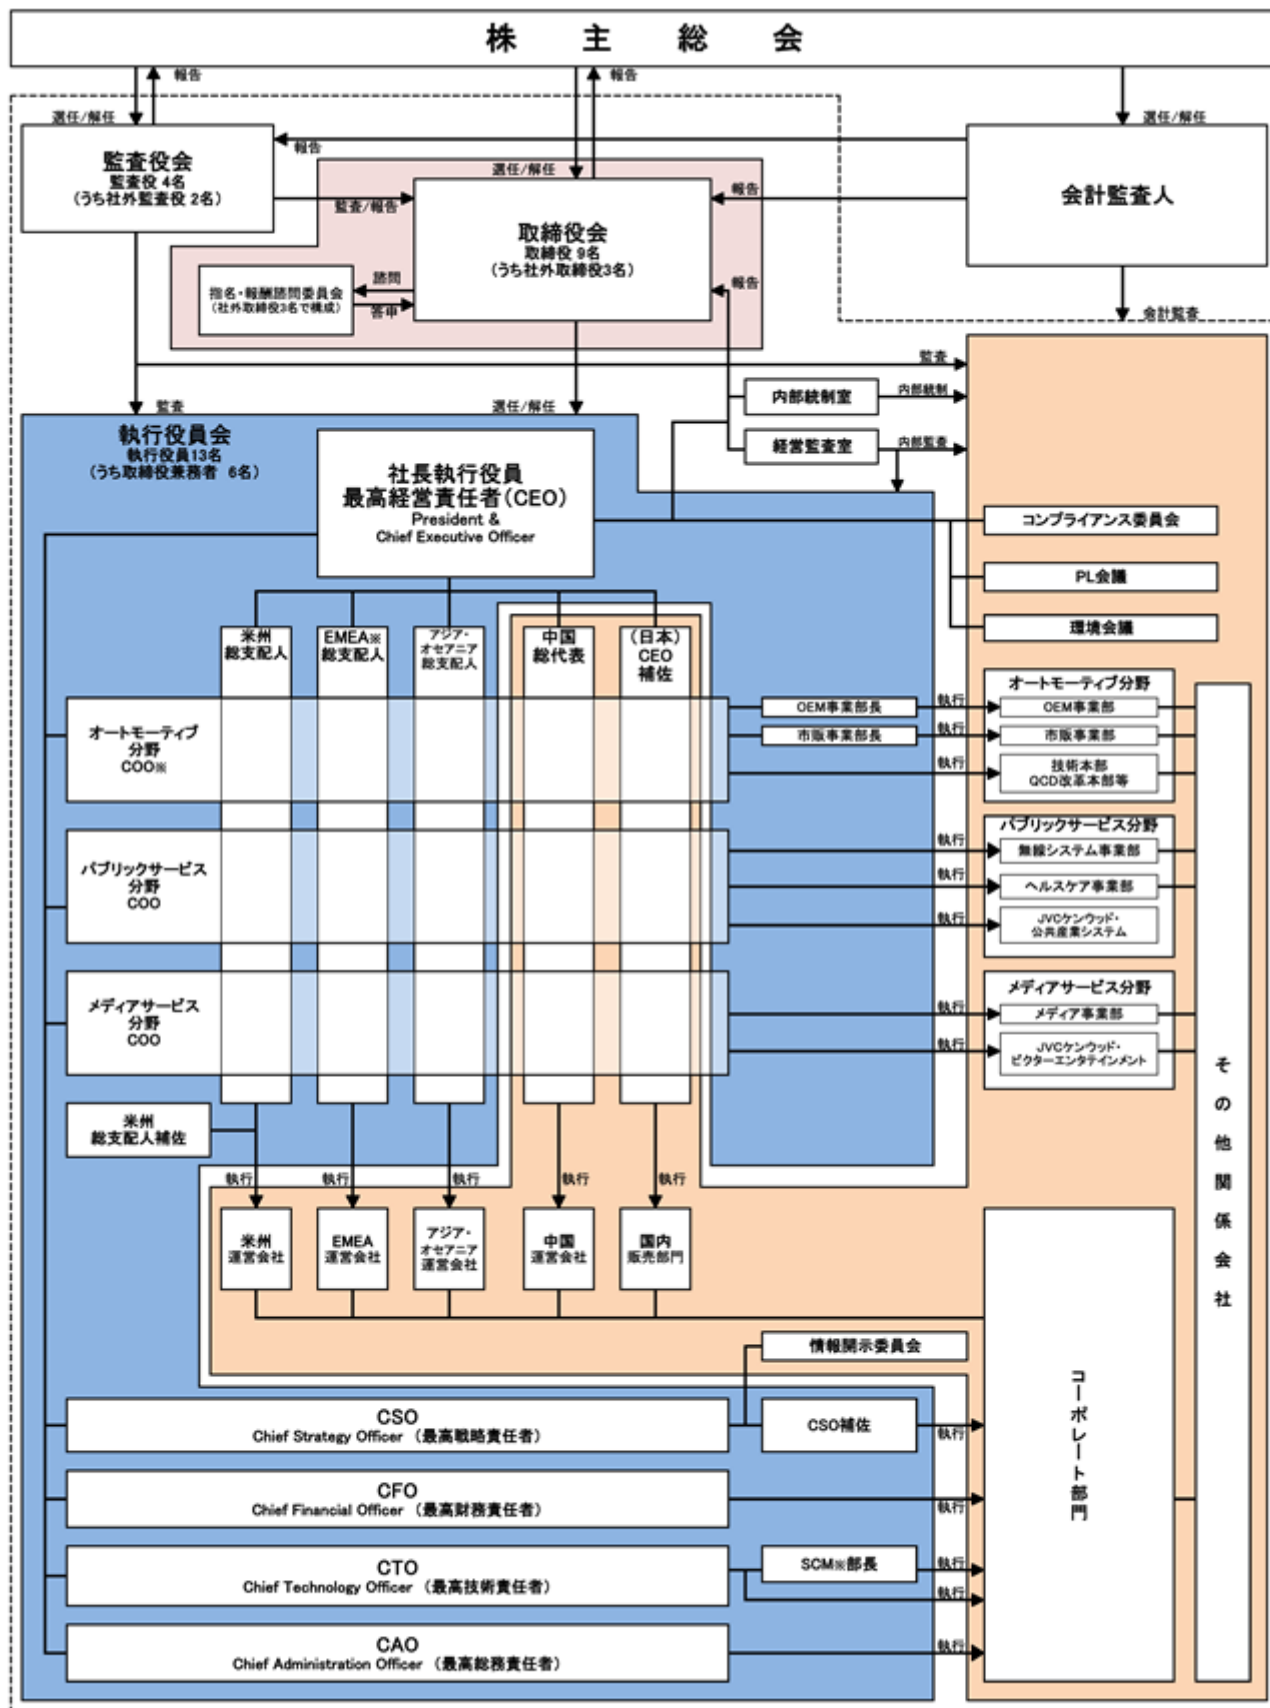 株主総会
報告
報告
選任/解任
選任/解任
監査役会
監査役 4名
(うち社外監査役 2名)
報告
選任/解任
監査/報告
取締役会
取締役 9名
(うち社外取締役3名)
報告
会計監査人
指名・報酬諮問委員会
(社外取締役3名で構成)
諮問
答申
報告
会計監査
監査
監査
選任/解任
内部統制室
内部統制
経営監査室
内部監査
執行役員会
執行役員13名
(うち取締役兼務者 6名)
社長執行役員
最高経営責任者(CEO)
President &
Chief Executive Officer
コンプライアンス委員会
PL会議
環境会議
米州
総支配人
EMEA※
総支配人
アジア・
オセアニア
総支配人
中国
総代表
(日本)
CEO
補佐
オートモーティブ
分野
COO※
OEM事業部長
執行
市販事業部長
執行
執行
オートモーティブ分野
OEM事業部
市販事業部
技術本部
QCD改革本部等
パブリックサービス
分野
COO
執行
執行
執行
パブリックサービス分野
無線システム事業部
ヘルスケア事業部
JVCケンウッド・
公共産業システム
メディアサービス
分野
COO
執行
執行
メディアサービス分野
メディア事業部
JVCケンウッド・
ビクターエンタテインメント
その他関係会社
米州
総支配人補佐
執行
執行
執行
執行
執行
米州
運営会社
EMEA
運営会社
アジア・
オセアニア
運営会社
中国
運営会社
国内
販売部門
情報開示委員会
コーポレート部門
CSO
Chief Strategy Officer (最高戦略責任者)
CSO補佐
執行
CFO
Chief Financial Officer (最高財務責任者)
執行
CTO
Chief Technology Officer (最高技術責任者)
SCM※部長
執行
執行
CAO
Chief Administration Officer (最高総務責任者)
執行